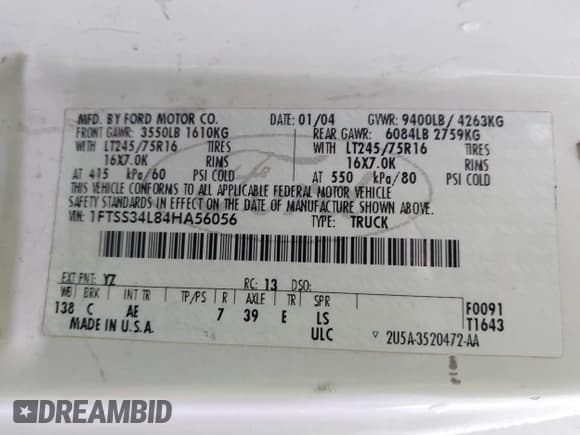 MFD. BY FORD MOTOR CO. DATE: 01/04 GVWR: 9400LB/ 4263KG
FRONT GAWR: 3550LB 1610KG REAR GAWR: 6084LB 2759KG
WITH LT245/75R16 TIRES WITH LT245/75R16 TIRES
16X7.0K RIMS 16X7.0K RIMS
AT 415 kPa/60 PSI COLD AT 550 kPa/80 PSI COLD
THIS VEHICLE CONFORMS TO ALL APPLICABLE FEDERAL MOTOR VEHICLE
SAFETY STANDARDS IN EFFECT ON THE DATE OF MANUFACTURE SHOWN ABOVE.
VIN: 1FTSS34L84HA56056 TYPE: TRUCK
Ford
EXT PNT: YZ RC: 13 DSO:
WB BRK INT TR TP/PS R AXLE TR SPR F0091
138 C AE 7 39 E LS T1643
MADE IN U.S.A. ULC ▽ 2U5A-3520472-AA
DREAMBID